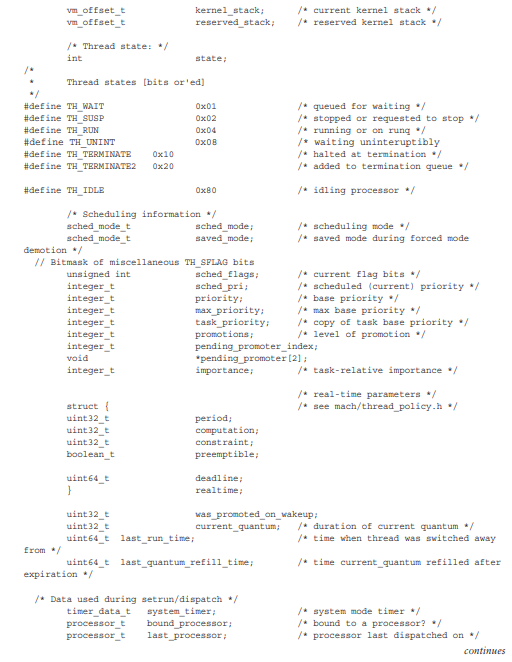 vm_offset_t kernel_stack; /* current kernel stack */
vm_offset_t reserved_stack; /* reserved kernel stack */
/* Thread state: */
int state;
/*
* Thread states [bits or'ed]
*/
#define TH_WAIT 0x01 /* queued for waiting */
#define TH_SUSP 0x02 /* stopped or requested to stop */
#define TH_RUN 0x04 /* running or on runq */
#define TH_UNINT 0x08 /* waiting uninteruptibly
#define TH_TERMINATE 0x10 /* halted at termination */
#define TH_TERMINATE2 0x20 /* added to termination queue */
#define TH_IDLE 0x80 /* idling processor */
/* Scheduling information */
sched_mode_t sched_mode; /* scheduling mode */
sched_mode_t saved_mode; /* saved mode during forced mode
demotion */
// Bitmask of miscellaneous TH_SFLAG bits
unsigned int sched_flags; /* current flag bits */
integer_t sched_pri; /* scheduled (current) priority */
integer_t priority; /* base priority */
integer_t max_priority; /* max base priority */
integer_t task_priority; /* copy of task base priority */
integer_t promotions; /* level of promotion */
integer_t pending_promoter_index;
void *pending_promoter[2];
integer_t importance; /* task-relative importance */
/* real-time parameters */
struct { /* see mach/thread_policy.h */
uint32_t period;
uint32_t computation;
uint32_t constraint;
boolean_t preemptible;
uint64_t deadline;
} realtime;
uint32_t was_promoted_on_wakeup;
uint32_t current_quantum; /* duration of current quantum */
uint64_t last_run_time; /* time when thread was switched away
from */
uint64_t last_quantum_refill_time; /* time current_quantum refilled after
expiration */
/* Data used during setrun/dispatch */
timer_data_t system_timer; /* system mode timer */
processor_t bound_processor; /* bound to a processor? */
processor_t last_processor; /* processor last dispatched on */
continues